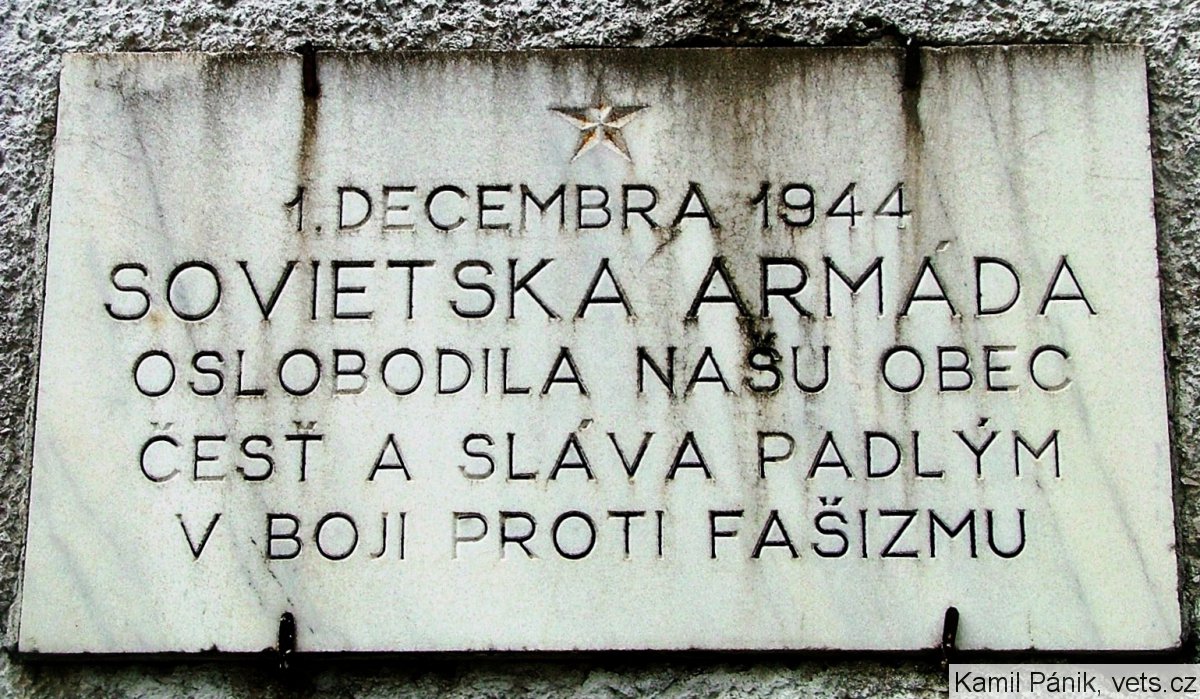 1. DECEMBRA 1944
SOVIETSKA ARMÁDA
OSLOBODILA NAŠU OBEC
ČESŤ A SLÁVA PADLÝM
V BOJI PROTI FAŠIZMU
Kamil Pánik, vets.cz